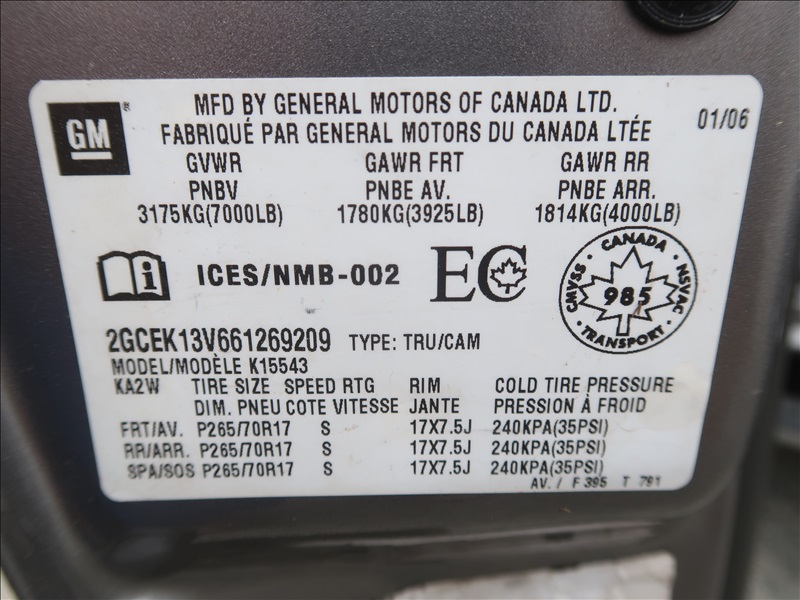 GM®
MFD BY GENERAL MOTORS OF CANADA LTD.
FABRIQUÉ PAR GENERAL MOTORS DU CANADA LTÉE
01/06
GVWR GAWR FRT GAWR RR
PNBV PNBE AV. PNBE ARR.
3175KG(7000LB) 1780KG(3925LB) 1814KG(4000LB)
i ICES/NMB-002 EC
CANADA
CMVSS 985 NSVAC
TRANSPORT
2GCEK13V661269209 TYPE: TRU/CAM
MODEL/MODÈLE K15543
KA2W TIRE SIZE SPEED RTG RIM COLD TIRE PRESSURE
DIM. PNEU COTE VITESSE JANTE PRESSION À FROID
FRT/AV. P265/70R17 S 17X7.5J 240KPA(35PSI)
RR/ARR. P265/70R17 S 17X7.5J 240KPA(35PSI)
SPA/SOS P265/70R17 S 17X7.5J 240KPA(35PSI)
AV. / F 395 T 791